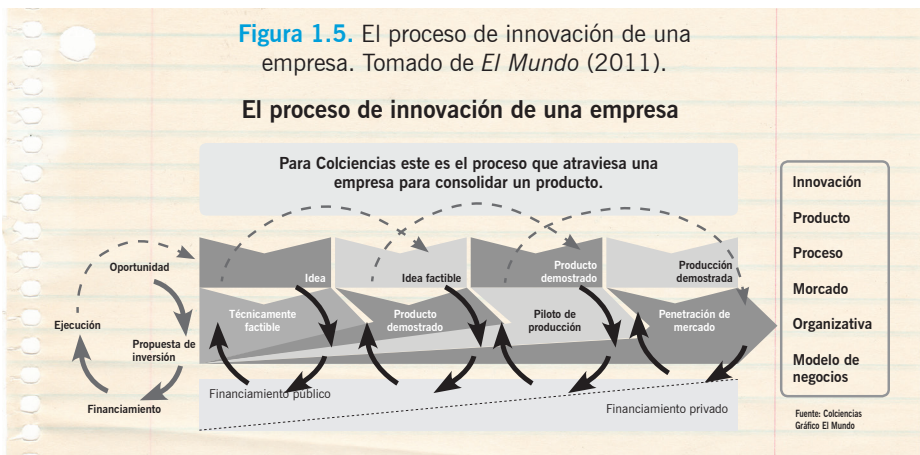 Figura 1.5. El proceso de innovación de una
empresa. Tomado de El Mundo (2011).
El proceso de innovación de una empresa
Para Colciencias este es el proceso que atraviesa una
empresa para consolidar un producto.
Oportunidad
Ejecución
Propuesta de
inversión
Financiamiento
Idea
Idea factible
Producto
demostrado
Producción
demostrada
Técnicamente
factible
Producto
demostrado
Piloto de
producción
Penetración de
mercado
Financiamiento público
Financiamiento privado
Innovación
Producto
Proceso
Morcado
Organizativa
Modelo de
negocios
Fuente: Colciencias
Gráfico El Mundo